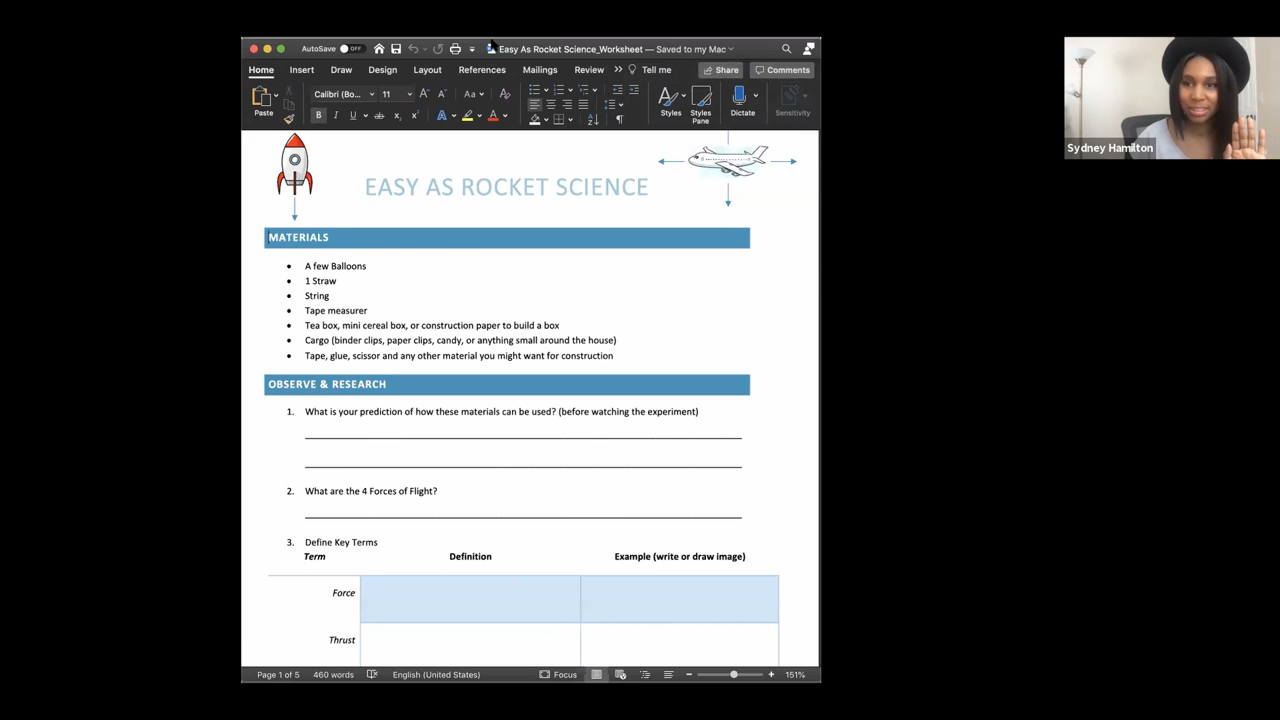 AutoSave OFF
Easy As Rocket Science_Worksheet — Saved to my Mac
Home Insert Draw Design Layout References Mailings Review Tell me Share Comments
Calibri (Bo... 11
Paste
Styles
Styles Pane
Dictate
Sensitivity
Sydney Hamilton
EASY AS ROCKET SCIENCE
MATERIALS
• A few Balloons
• 1 Straw
• String
• Tape measurer
• Tea box, mini cereal box, or construction paper to build a box
• Cargo (binder clips, paper clips, candy, or anything small around the house)
• Tape, glue, scissor and any other material you might want for construction
OBSERVE & RESEARCH
1. What is your prediction of how these materials can be used? (before watching the experiment)
2. What are the 4 Forces of Flight?
3. Define Key Terms
Term Definition Example (write or draw image)
Force
Thrust
Page 1 of 5 460 words English (United States) Focus 151%